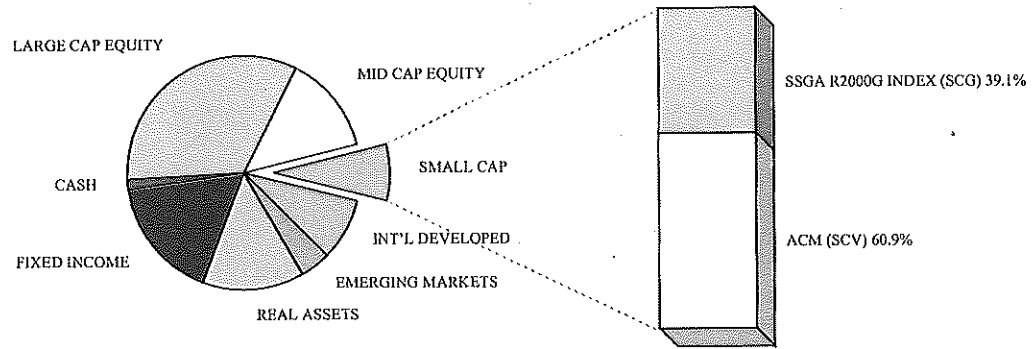 LARGE CAP EQUITY
MID CAP EQUITY
SMALL CAP
INT'L DEVELOPED
EMERGING MARKETS
REAL ASSETS
FIXED INCOME
CASH
SSGA R2000G INDEX (SCG) 39.1%
ACM (SCV) 60.9%